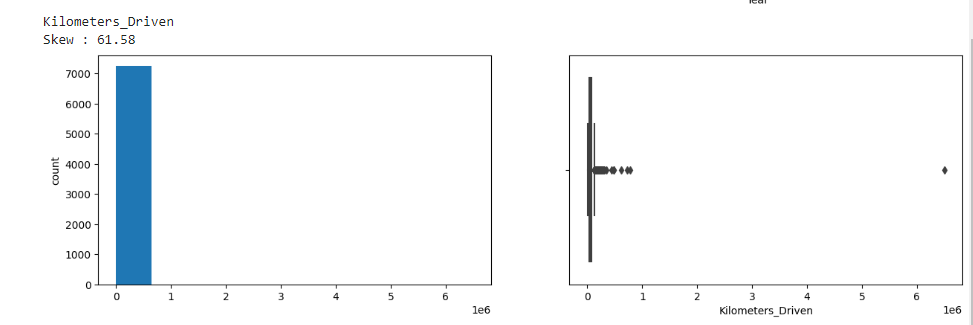 Year
Kilometers_Driven
Skew : 61.58
7000
6000
5000
4000
3000
2000
1000
0
count
0 1 2 3 4 5 6
1e6
0 1 2 3 4 5 6
Kilometers_Driven
1e6